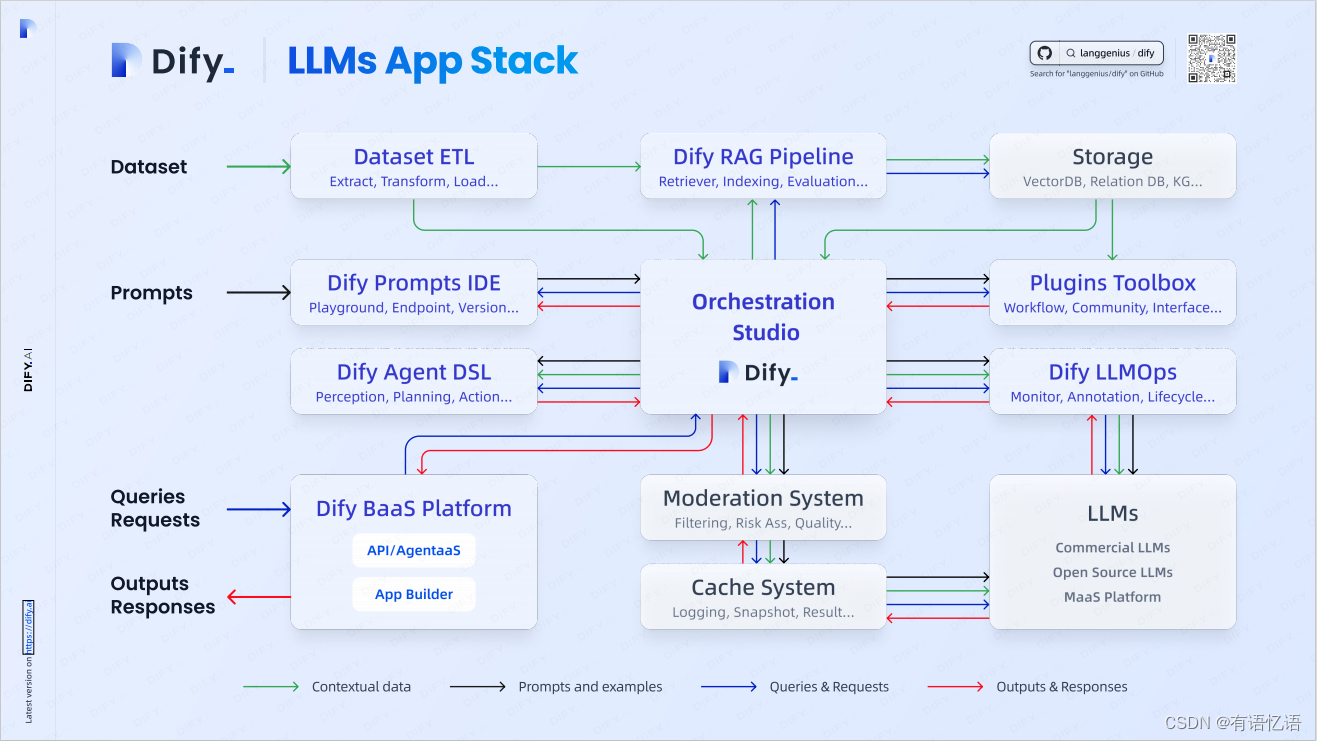 Dify_
LLMs App Stack
langgenius / dify
Search for "langgenius/dify" on GitHub
Dataset
Dataset ETL
Extract, Transform, Load...
Dify RAG Pipeline
Retriever, Indexing, Evaluation...
Storage
VectorDB, Relation DB, KG...
Prompts
Dify Prompts IDE
Playground, Endpoint, Version...
Orchestration
Studio
Dify_
Plugins Toolbox
Workflow, Community, Interface...
Dify Agent DSL
Perception, Planning, Action...
Dify LLMOps
Monitor, Annotation, Lifecycle...
Queries
Requests
Outputs
Responses
Dify BaaS Platform
API/AgentaaS
App Builder
Moderation System
Filtering, Risk Ass, Quality...
Cache System
Logging, Snapshot, Result...
LLMs
Commercial LLMs
Open Source LLMs
MaaS Platform
Contextual data
Prompts and examples
Queries & Requests
Outputs & Responses
DIFY.AI
Latest version on https://dify.ai
CSDN @有语忆语